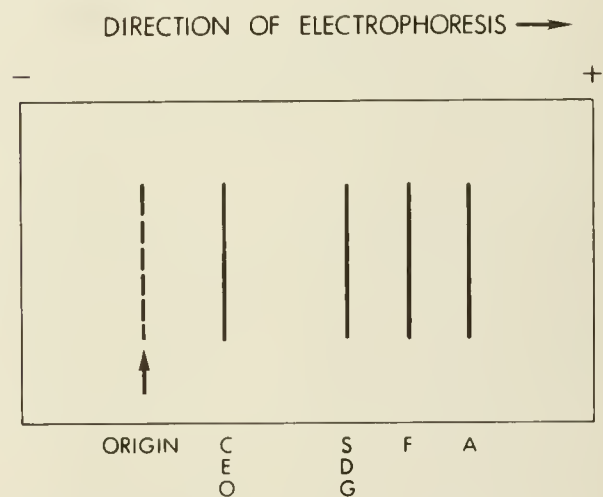 DIRECTION OF ELECTROPHORESIS →
− +
ORIGIN C S F A
E D
O G